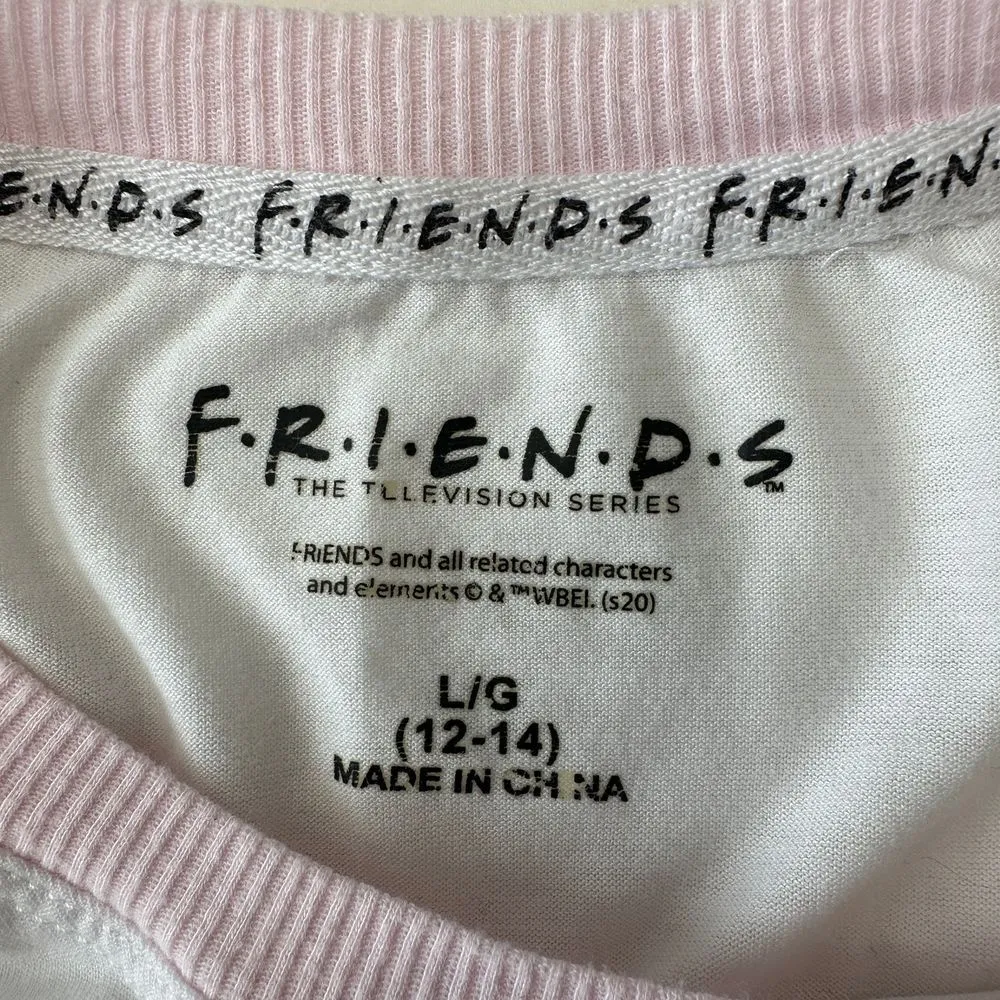 E·N·D·S F·R·I·E·N·D·S F·R·I·E·N·
F·R·I·E·N·D·S
THE TELEVISION SERIES ™
FRIENDS and all related characters
and elements © & ™WBEI. (s20)
L/G
(12-14)
MADE IN CHINA